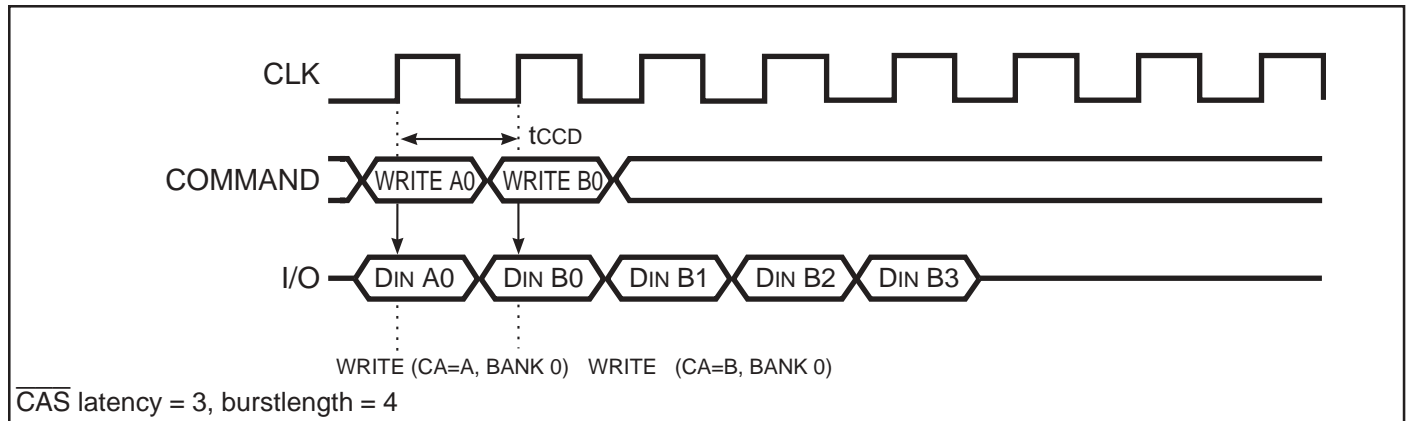 CLK
tCCD
COMMAND WRITE A0 WRITE B0
I/O DIN A0 DIN B0 DIN B1 DIN B2 DIN B3
WRITE (CA=A, BANK 0) WRITE (CA=B, BANK 0)
CAS latency = 3, burstlength = 4